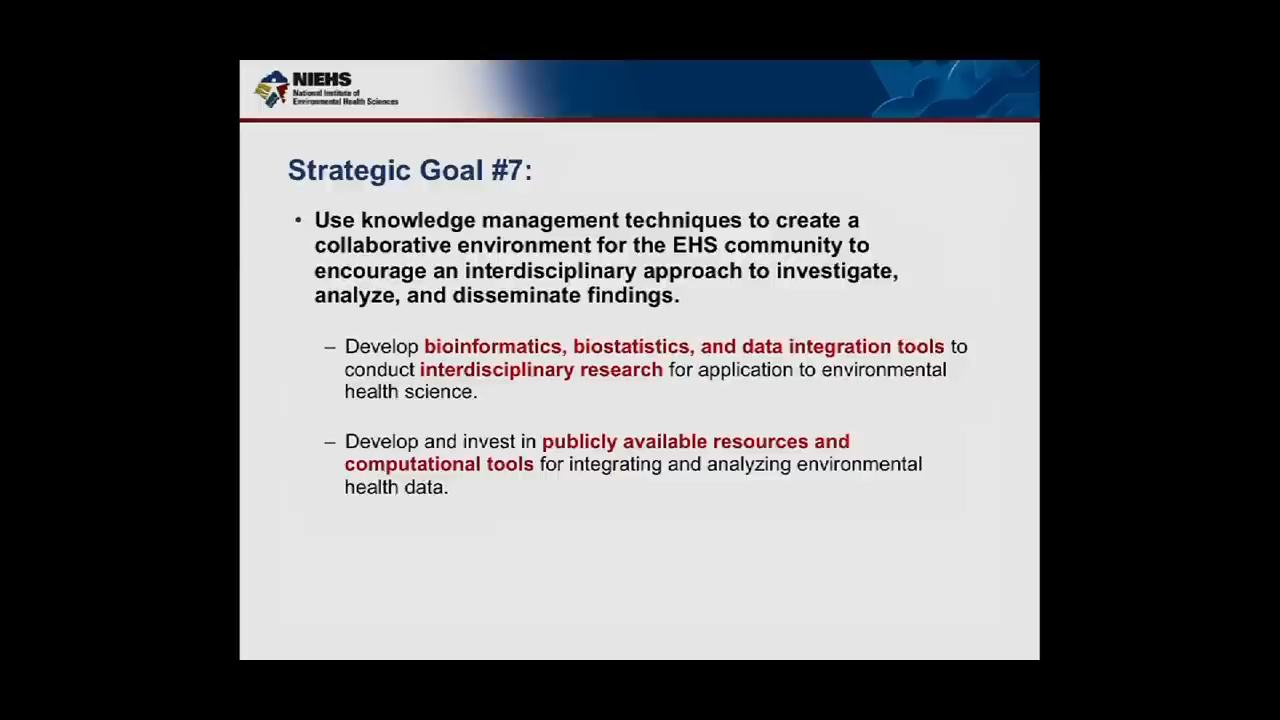 NIEHS
National Institute of
Environmental Health Sciences
Strategic Goal #7:
• Use knowledge management techniques to create a
collaborative environment for the EHS community to
encourage an interdisciplinary approach to investigate,
analyze, and disseminate findings.
– Develop bioinformatics, biostatistics, and data integration tools to
conduct interdisciplinary research for application to environmental
health science.
– Develop and invest in publicly available resources and
computational tools for integrating and analyzing environmental
health data.